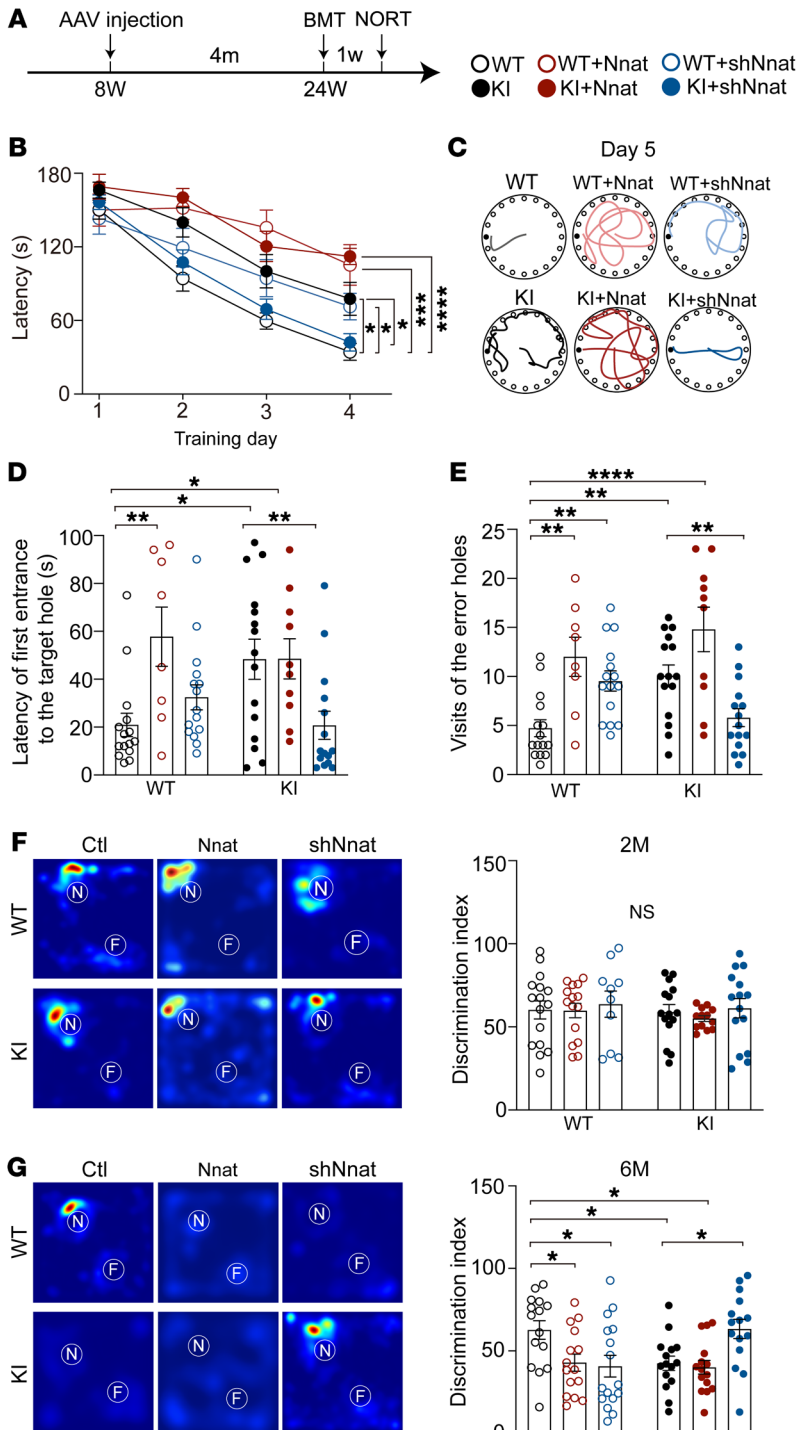 A
AAV injection
BMT NORT
4m
1w
8W
24W
WT
WT+Nnat
WT+shNnat
KI
KI+Nnat
KI+shNnat
B
Latency (s)
180
120
60
0
1 2 3 4
Training day
*
*
*
***
****
C
Day 5
WT
WT+Nnat
WT+shNnat
KI
KI+Nnat
KI+shNnat
D
Latency of first entrance
to the target hole (s)
100
80
60
40
20
0
*
*
**
**
WT
KI
E
Visits of the error holes
25
20
15
10
5
0
****
**
**
**
**
WT
KI
F
Ctl
Nnat
shNnat
WT
N N N
F F F
KI
N N N
F F F
2M
Discrimination index
150
100
50
0
NS
WT
KI
G
Ctl
Nnat
shNnat
WT
N N N
F F F
KI
N N N
F F F
6M
Discrimination index
150
100
50
*
*
*
*
*